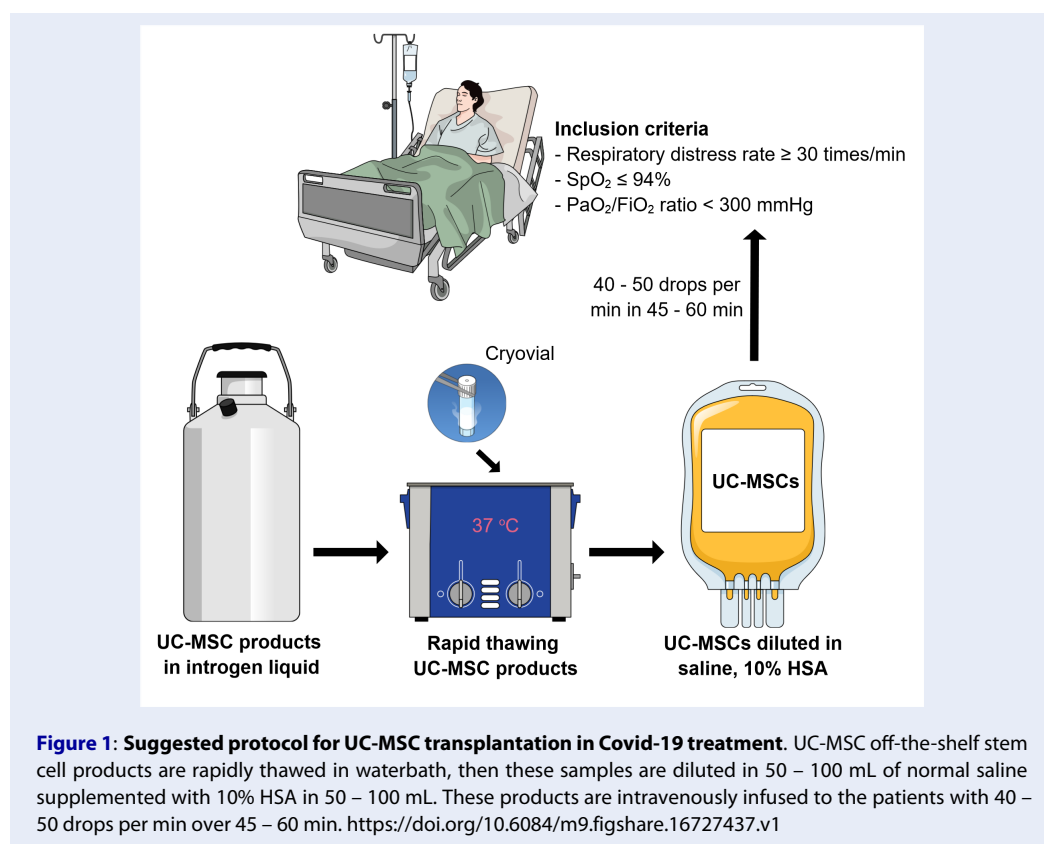 Inclusion criteria
- Respiratory distress rate ≥ 30 times/min
- SpO₂ ≤ 94%
- PaO₂/FiO₂ ratio < 300 mmHg
40 - 50 drops per
min in 45 - 60 min
Cryovial
37 ºC
UC-MSCs
UC-MSC products
in introgen liquid
Rapid thawing
UC-MSC products
UC-MSCs diluted in
saline, 10% HSA
Figure 1: Suggested protocol for UC-MSC transplantation in Covid-19 treatment. UC-MSC off-the-shelf stem
cell products are rapidly thawed in waterbath, then these samples are diluted in 50 – 100 mL of normal saline
supplemented with 10% HSA in 50 – 100 mL. These products are intravenously infused to the patients with 40 –
50 drops per min over 45 – 60 min. https://doi.org/10.6084/m9.figshare.16727437.v1